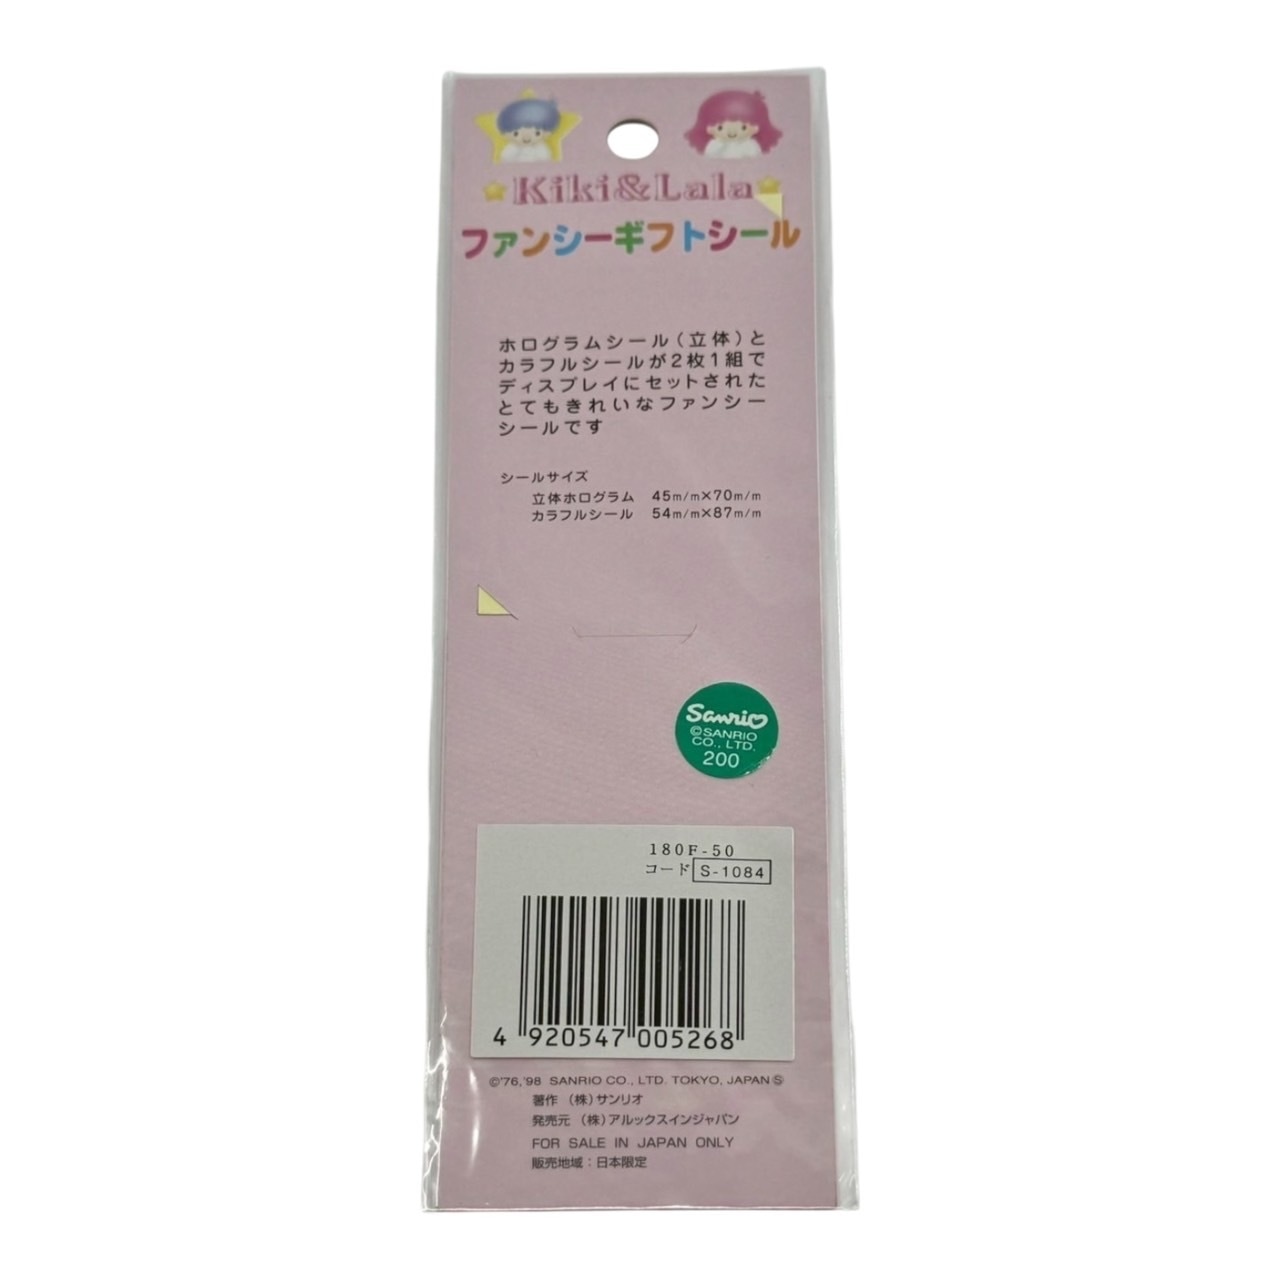 Kiki&Lala
ファンシーギフトシール
ホログラムシール(立体)と
カラフルシールが2枚1組で
ディスプレイにセットされた
とてもきれいなファンシー
シールです
シールサイズ
立体ホログラム 45m/m×70m/m
カラフルシール 54m/m×87m/m
Sanrio
©SANRIO
CO., LTD.
200
180F-50
コード S-1084
4 920547 005268
©'76,'98 SANRIO CO., LTD. TOKYO, JAPAN Ⓢ
著作 (株)サンリオ
発売元 (株)アルックスインジャパン
FOR SALE IN JAPAN ONLY
販売地域：日本限定